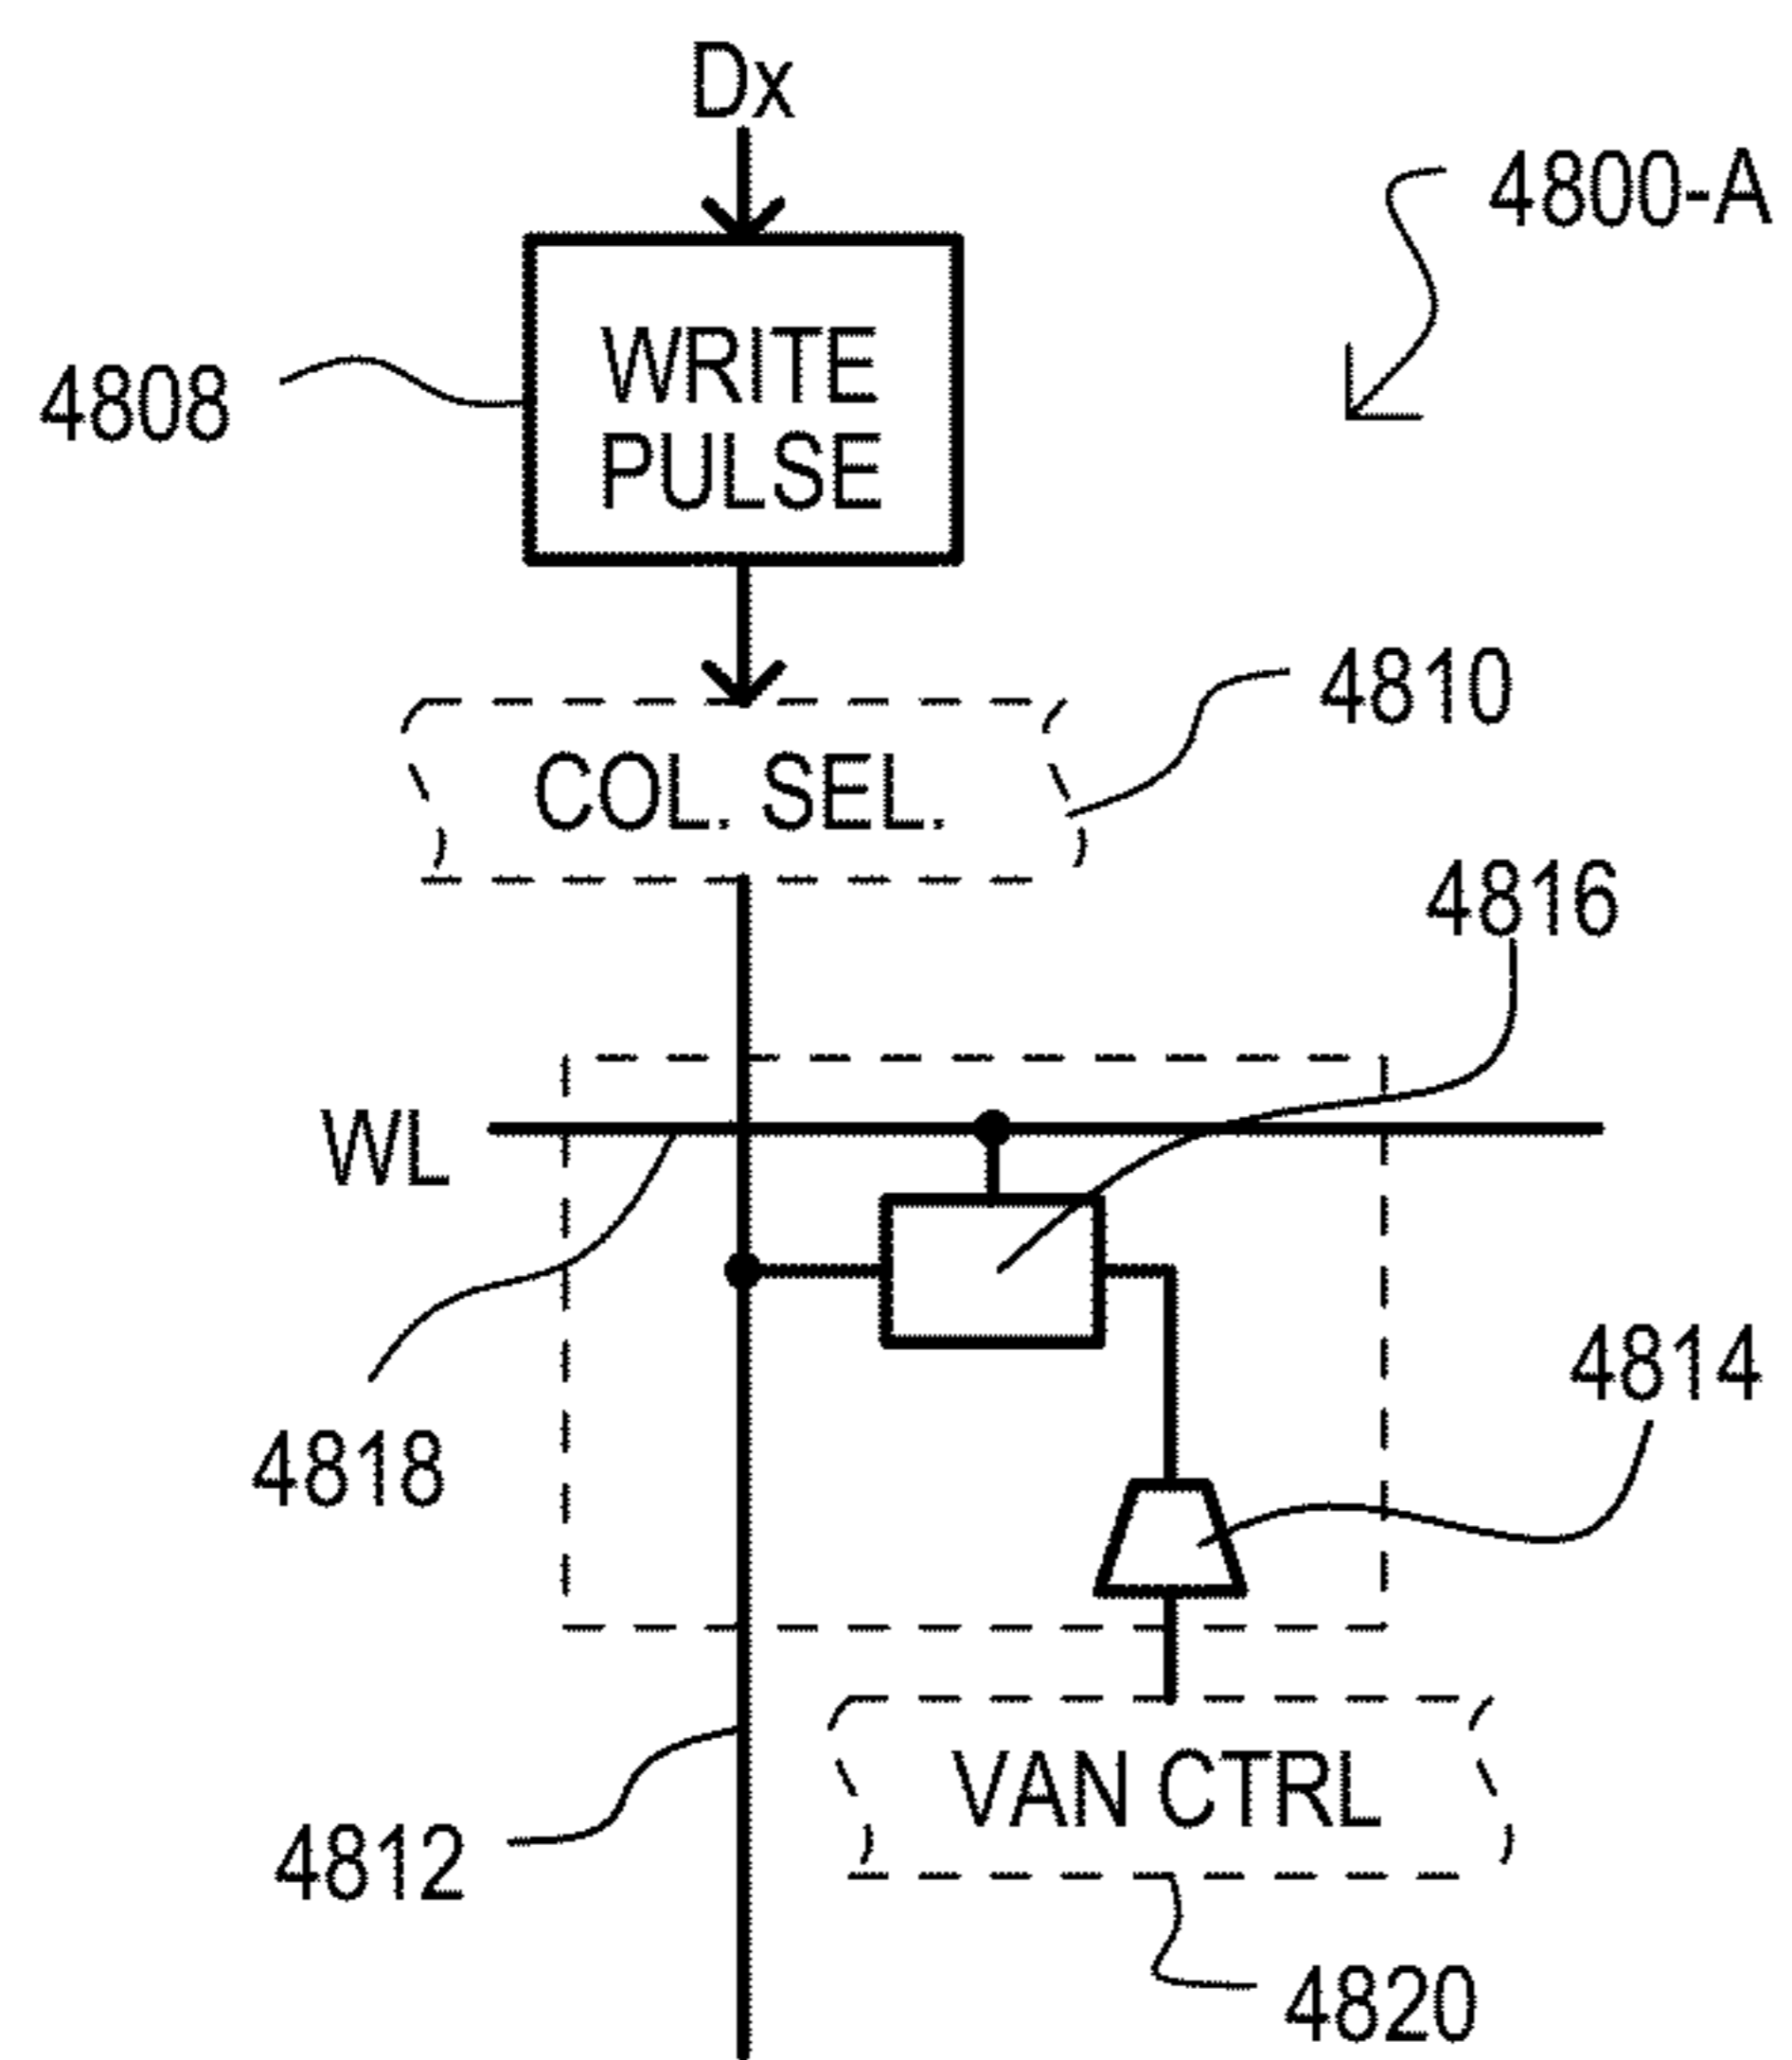 Dx
4800-A
4808
WRITE
PULSE
4810
COL. SEL.
4816
WL
4814
4818
VAN CTRL
4812
4820